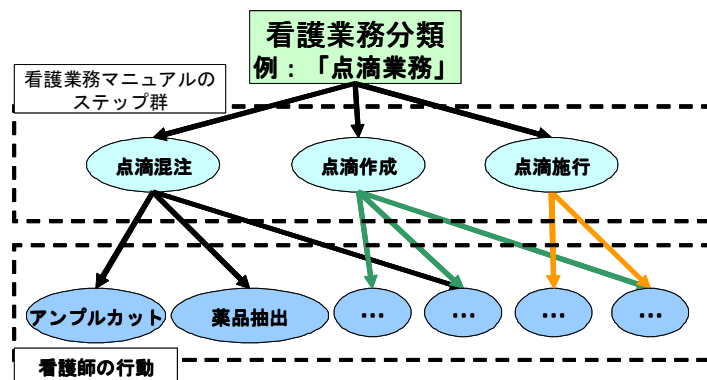 看護業務分類
例：「点滴業務」
看護業務マニュアルの
ステップ群
点滴混注
点滴作成
点滴施行
アンプルカット
薬品抽出
…
…
…
…
看護師の行動